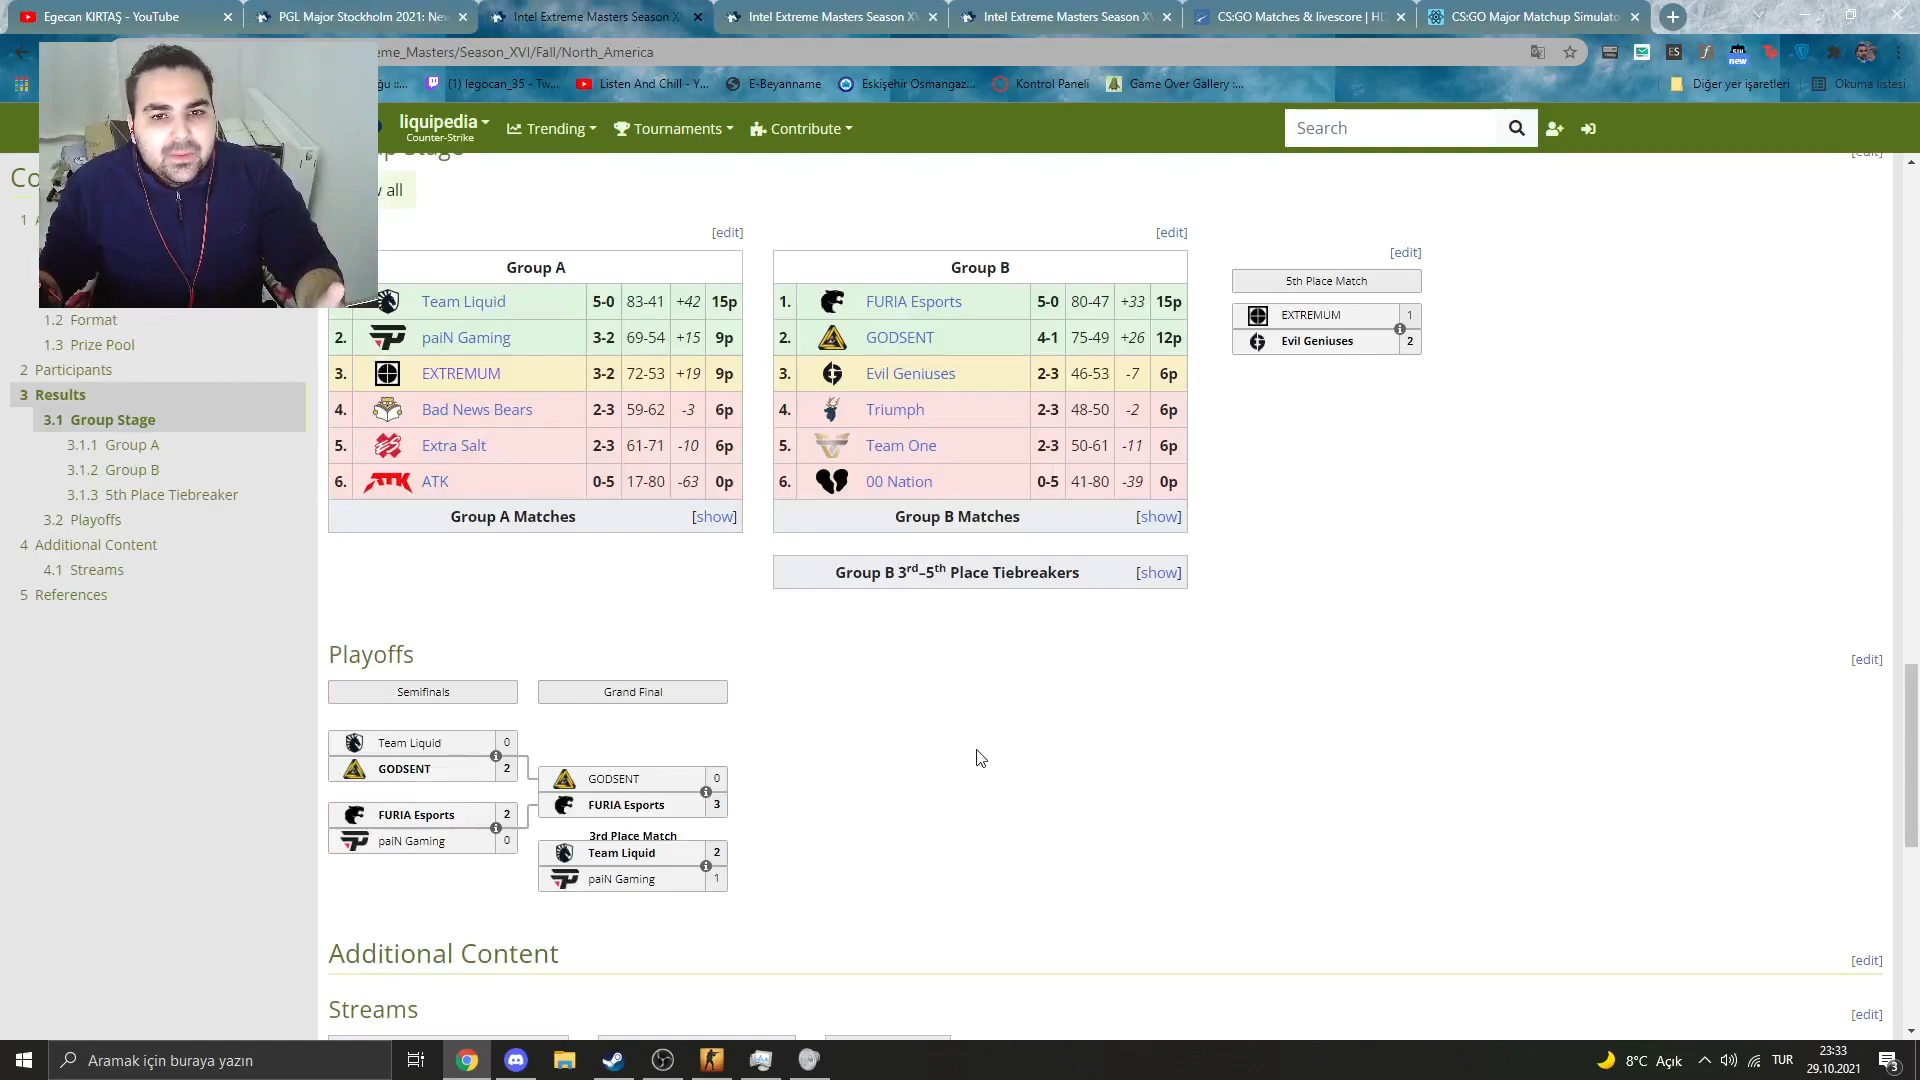 Egecan KIRTAŞ - YouTube
PGL Major Stockholm 2021: New
Intel Extreme Masters Season X
Intel Extreme Masters Season XV
Intel Extreme Masters Season XV
CS:GO Matches & livescore | HL
CS:GO Major Matchup Simulato
eme_Masters/Season_XVI/Fall/North_America
ğu ::...
(1) legocan_35 - Tw...
Listen And Chill - Y...
E-Beyanname
Eskişehir Osmangaz...
Kontrol Paneli
Game Over Gallery :...
new
Diğer yer işaretleri
Okuma listesi
liquipedia
Counter-Strike
Trending
Tournaments
Contribute
Search
Stage
[edit]
all
Co
1
1.2 Format
1.3 Prize Pool
2 Participants
3 Results
3.1 Group Stage
3.1.1 Group A
3.1.2 Group B
3.1.3 5th Place Tiebreaker
3.2 Playoffs
4 Additional Content
4.1 Streams
5 References
[edit]
Group A
Team Liquid 5-0 83-41 +42 15p
2. paiN Gaming 3-2 69-54 +15 9p
3. EXTREMUM 3-2 72-53 +19 9p
4. Bad News Bears 2-3 59-62 -3 6p
5. Extra Salt 2-3 61-71 -10 6p
6. ATK 0-5 17-80 -63 0p
Group A Matches [show]
[edit]
Group B
1. FURIA Esports 5-0 80-47 +33 15p
2. GODSENT 4-1 75-49 +26 12p
3. Evil Geniuses 2-3 46-53 -7 6p
4. Triumph 2-3 48-50 -2 6p
5. Team One 2-3 50-61 -11 6p
6. 00 Nation 0-5 41-80 -39 0p
Group B Matches [show]
Group B 3rd–5th Place Tiebreakers [show]
[edit]
5th Place Match
EXTREMUM 1
Evil Geniuses 2
Playoffs
[edit]
Semifinals
Grand Final
Team Liquid 0
GODSENT 2
FURIA Esports 2
paiN Gaming 0
GODSENT 0
FURIA Esports 3
3rd Place Match
Team Liquid 2
paiN Gaming 1
Additional Content
[edit]
Streams
[edit]
Aramak için buraya yazın
8°C Açık
TUR
23:33
29.10.2021
3